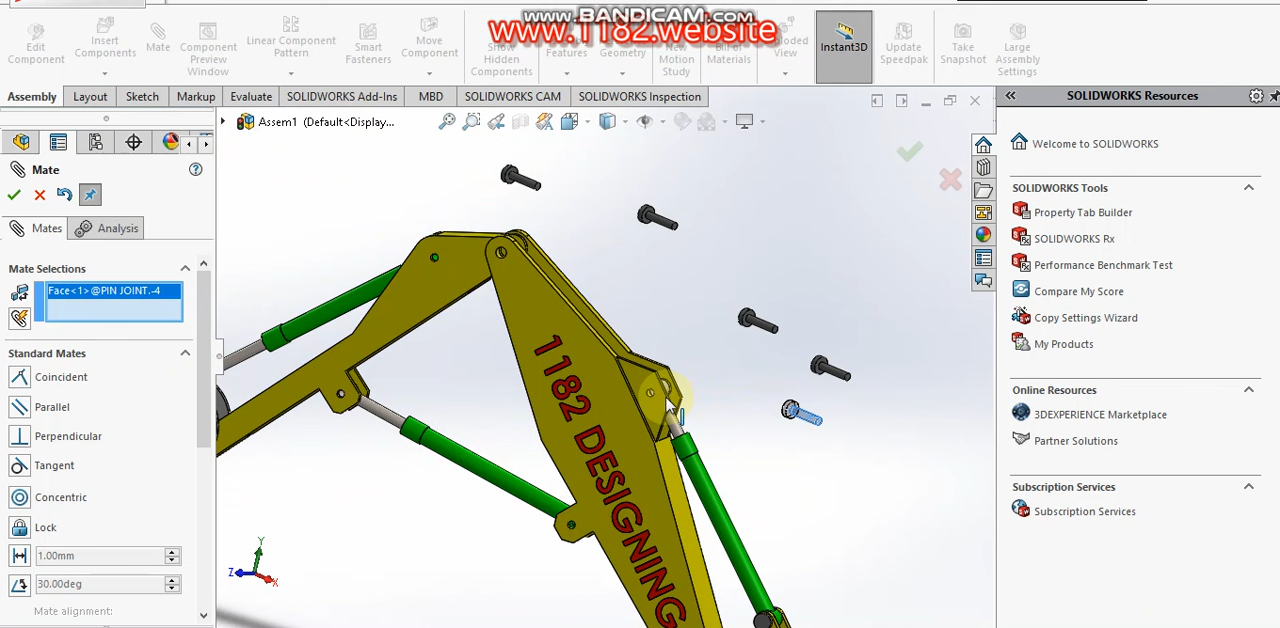 www.BANDICAM.com
www.1182.website
Edit Component
Insert Components
Mate
Component Preview Window
Linear Component Pattern
Smart Fasteners
Move Component
Show Hidden Components
Features
Geometry
New Motion Study
Bill of Materials
Exploded View
Instant3D
Update Speedpak
Take Snapshot
Large Assembly Settings
Assembly
Layout
Sketch
Markup
Evaluate
SOLIDWORKS Add-Ins
MBD
SOLIDWORKS CAM
SOLIDWORKS Inspection
SOLIDWORKS Resources
Assem1 (Default<Display...
Mate
Mates
Analysis
Mate Selections
Face<1>@PIN JOINT.-4
Standard Mates
Coincident
Parallel
Perpendicular
Tangent
Concentric
Lock
1.00mm
30.00deg
Mate alignment:
1182 DESIGNING
Y
Z
X
Welcome to SOLIDWORKS
SOLIDWORKS Tools
Property Tab Builder
SOLIDWORKS Rx
Performance Benchmark Test
Compare My Score
Copy Settings Wizard
My Products
Online Resources
3DEXPERIENCE Marketplace
Partner Solutions
Subscription Services
Subscription Services